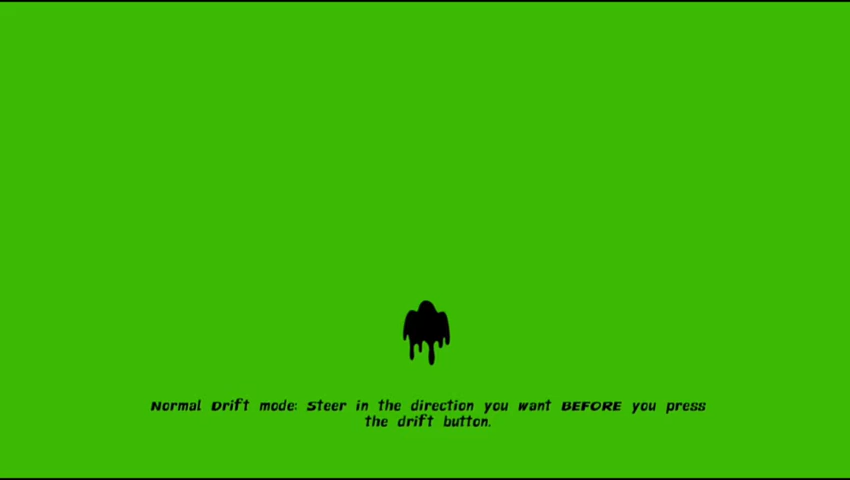 Normal Drift mode: Steer in the direction you want BEFORE you press
the drift button.